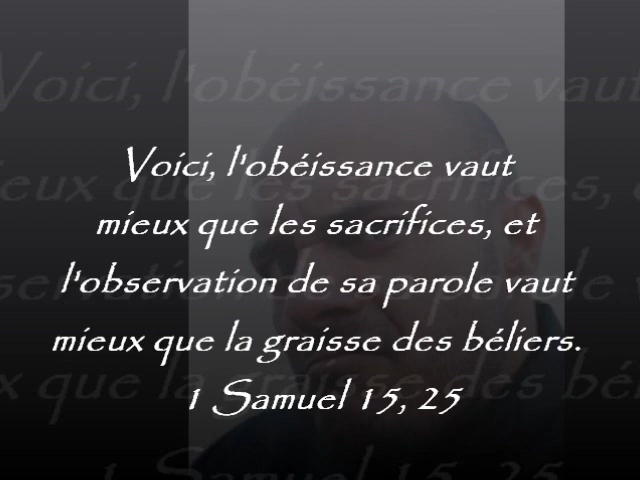 Voici, l'obéissance vaut
mieux que les sacrifices, et
l'observation de sa parole vaut
mieux que la graisse des béliers.
1 Samuel 15, 25